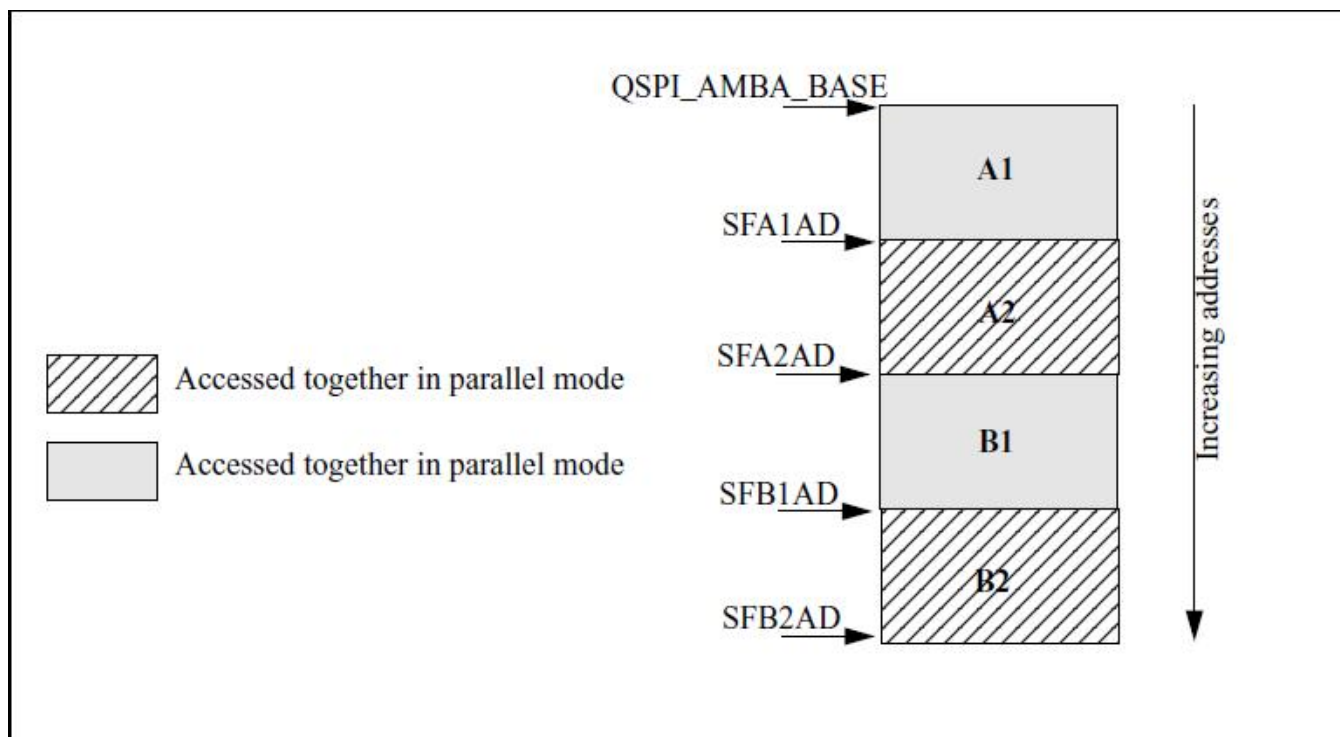 QSPI_AMBA_BASE
A1
SFA1AD
A2
SFA2AD
Accessed together in parallel mode
B1
Accessed together in parallel mode
SFB1AD
B2
SFB2AD
Increasing addresses